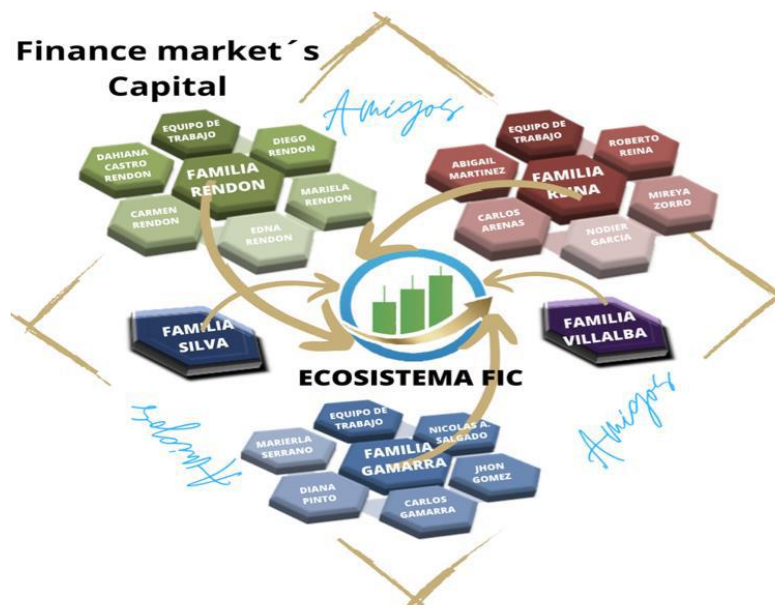 Finance market´s
Capital
Amigos
EQUIPO DE
TRABAJO
DIEGO
RENDON
DAHIANA
CASTRO
RENDON
FAMILIA
RENDON
MARIELA
RENDON
CARMEN
RENDON
EDNA
RENDON
EQUIPO DE
TRABAJO
ROBERTO
REINA
ABIGAIL
MARTINEZ
FAMILIA
REINA
MIREYA
ZORRO
CARLOS
ARENAS
NODIER
GARCIA
FAMILIA
SILVA
FAMILIA
VILLALBA
ECOSISTEMA FIC
Amigos
Amigos
EQUIPO DE
TRABAJO
NICOLAS A.
SALGADO
MARIERLA
SERRANO
FAMILIA
GAMARRA
JHON
GOMEZ
DIANA
PINTO
CARLOS
GAMARRA